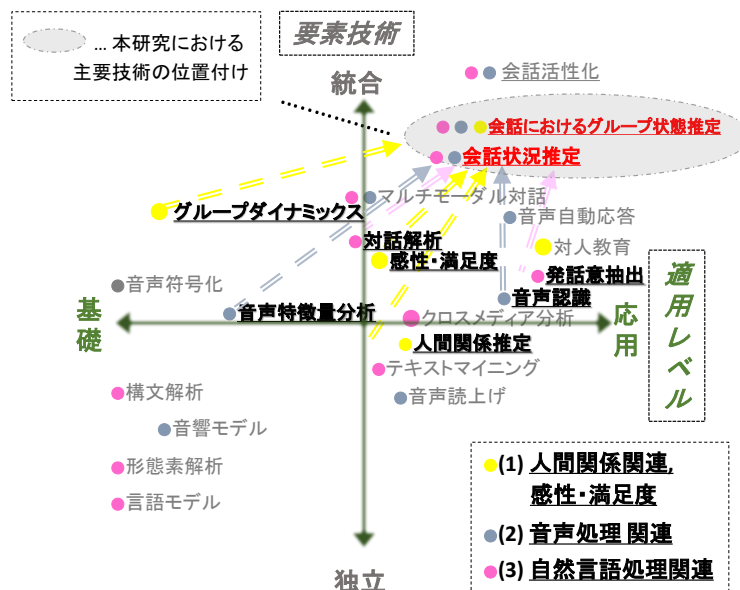 … 本研究における
主要技術の位置付け
要素技術
統合
会話活性化
会話におけるグループ状態推定
会話状況推定
マルチモーダル対話
グループダイナミックス
音声自動応答
対話解析
対人教育
感性・満足度
発話意抽出
音声符号化
音声認識
適用レベル
基礎
音声特徴量分析
クロスメディア分析
応用
人間関係推定
テキストマイニング
構文解析
音声読上げ
音響モデル
形態素解析
言語モデル
独立
(1) 人間関係関連,
感性・満足度
(2) 音声処理 関連
(3) 自然言語処理関連